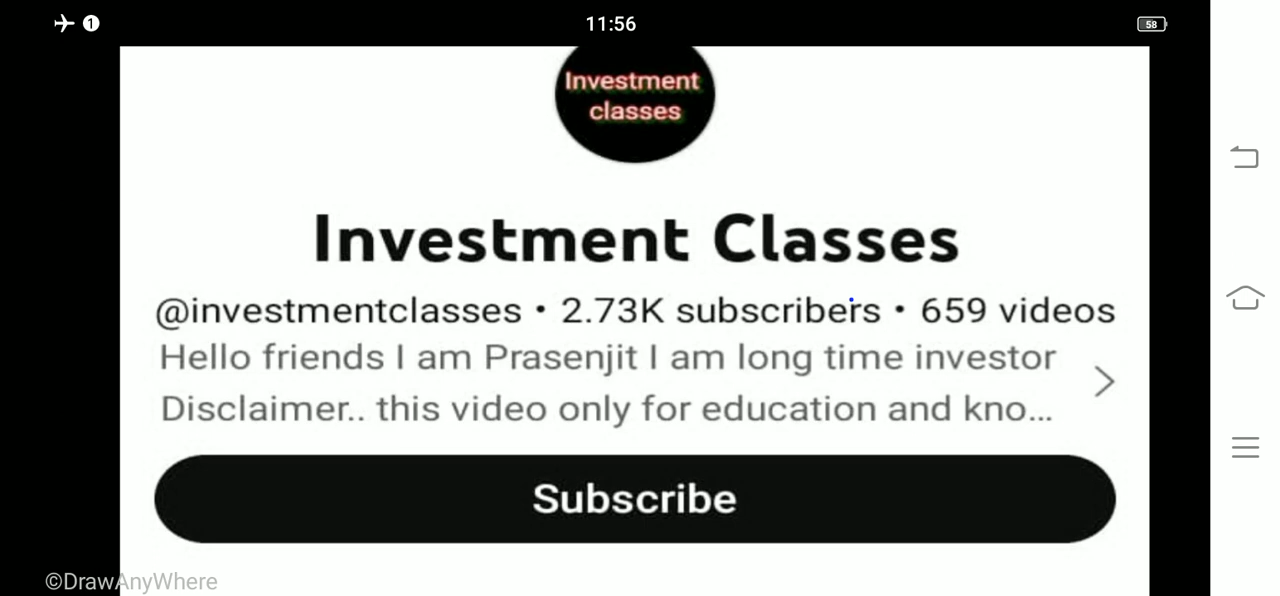 11:56
1
58
Investment
classes
Investment Classes
@investmentclasses • 2.73K subscribers • 659 videos
Hello friends I am Prasenjit I am long time investor
Disclaimer.. this video only for education and kno...
Subscribe
©DrawAnyWhere